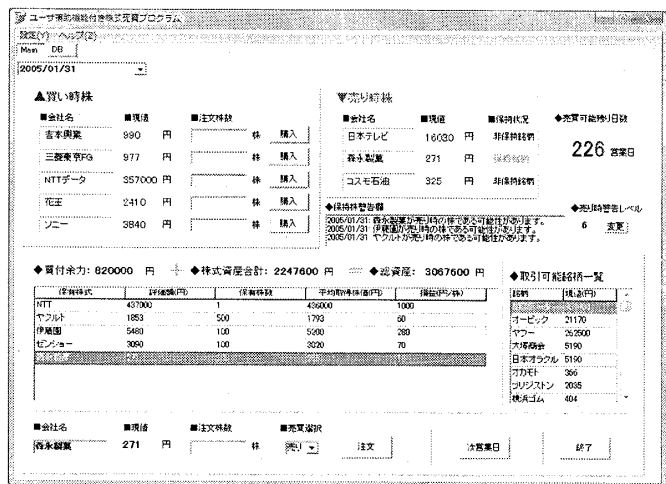 ユーザ補助機能付き株式売買プログラム
設定(Y) ヘルプ(Z)
Main DB
2005/01/31
▲買い時株
■会社名 ■現値 ■注文株数
吉本興業 990 円 株 購入
三菱東京FG 977 円 株 購入
NTTデータ 357000 円 株 購入
花王 2410 円 株 購入
ソニー 3840 円 株 購入
▼売り時株
■会社名 ■現値 ■保持状況
日本テレビ 16030 円 非保持銘柄
森永製菓 271 円 保持銘柄
コスモ石油 325 円 非保持銘柄
◆売買可能残り日数
226 営業日
◆保持株警告欄
2005/01/31: 森永製菓が売り時の株である可能性があります。
2005/01/31: 伊藤園が売り時の株である可能性があります。
2005/01/31: ヤクルトが売り時の株である可能性があります。
◆売り時警告レベル
6 変更
◆買付余力: 820000 円 + ◆株式資産合計: 2247600 円 = ◆総資産: 3067600 円
保有株式 評価額(円) 保有株数 平均取得株価(円) 損益(円/株)
NTT 437000 1 436000 1000
ヤクルト 1853 500 1793 60
伊藤園 5480 100 5200 280
ゼンショー 3090 100 3020 70
◆取引可能銘柄一覧
銘柄 現値(円)
オービック 21170
ヤフー 262500
大塚商会 5190
日本オラクル 5190
オカモト 366
ブリジストン 2035
横浜ゴム 404
■会社名 ■現値 ■注文株数 ■売買選択
森永製菓 271 円 株 売り 注文 次営業日 終了